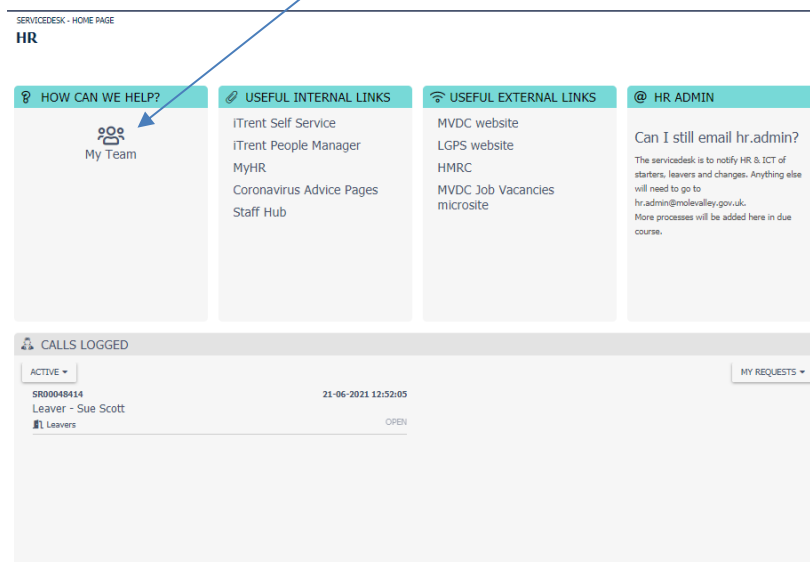 SERVICEDESK - HOME PAGE
HR
HOW CAN WE HELP?
My Team
USEFUL INTERNAL LINKS
iTrent Self Service
iTrent People Manager
MyHR
Coronavirus Advice Pages
Staff Hub
USEFUL EXTERNAL LINKS
MVDC website
LGPS website
HMRC
MVDC Job Vacancies
microsite
@ HR ADMIN
Can I still email hr.admin?
The servicedesk is to notify HR & ICT of
starters, leavers and changes. Anything else
will need to go to
hr.admin@molevalley.gov.uk.
More processes will be added here in due
course.
CALLS LOGGED
ACTIVE
MY REQUESTS
SR00048414 21-06-2021 12:52:05
Leaver - Sue Scott
Leavers OPEN